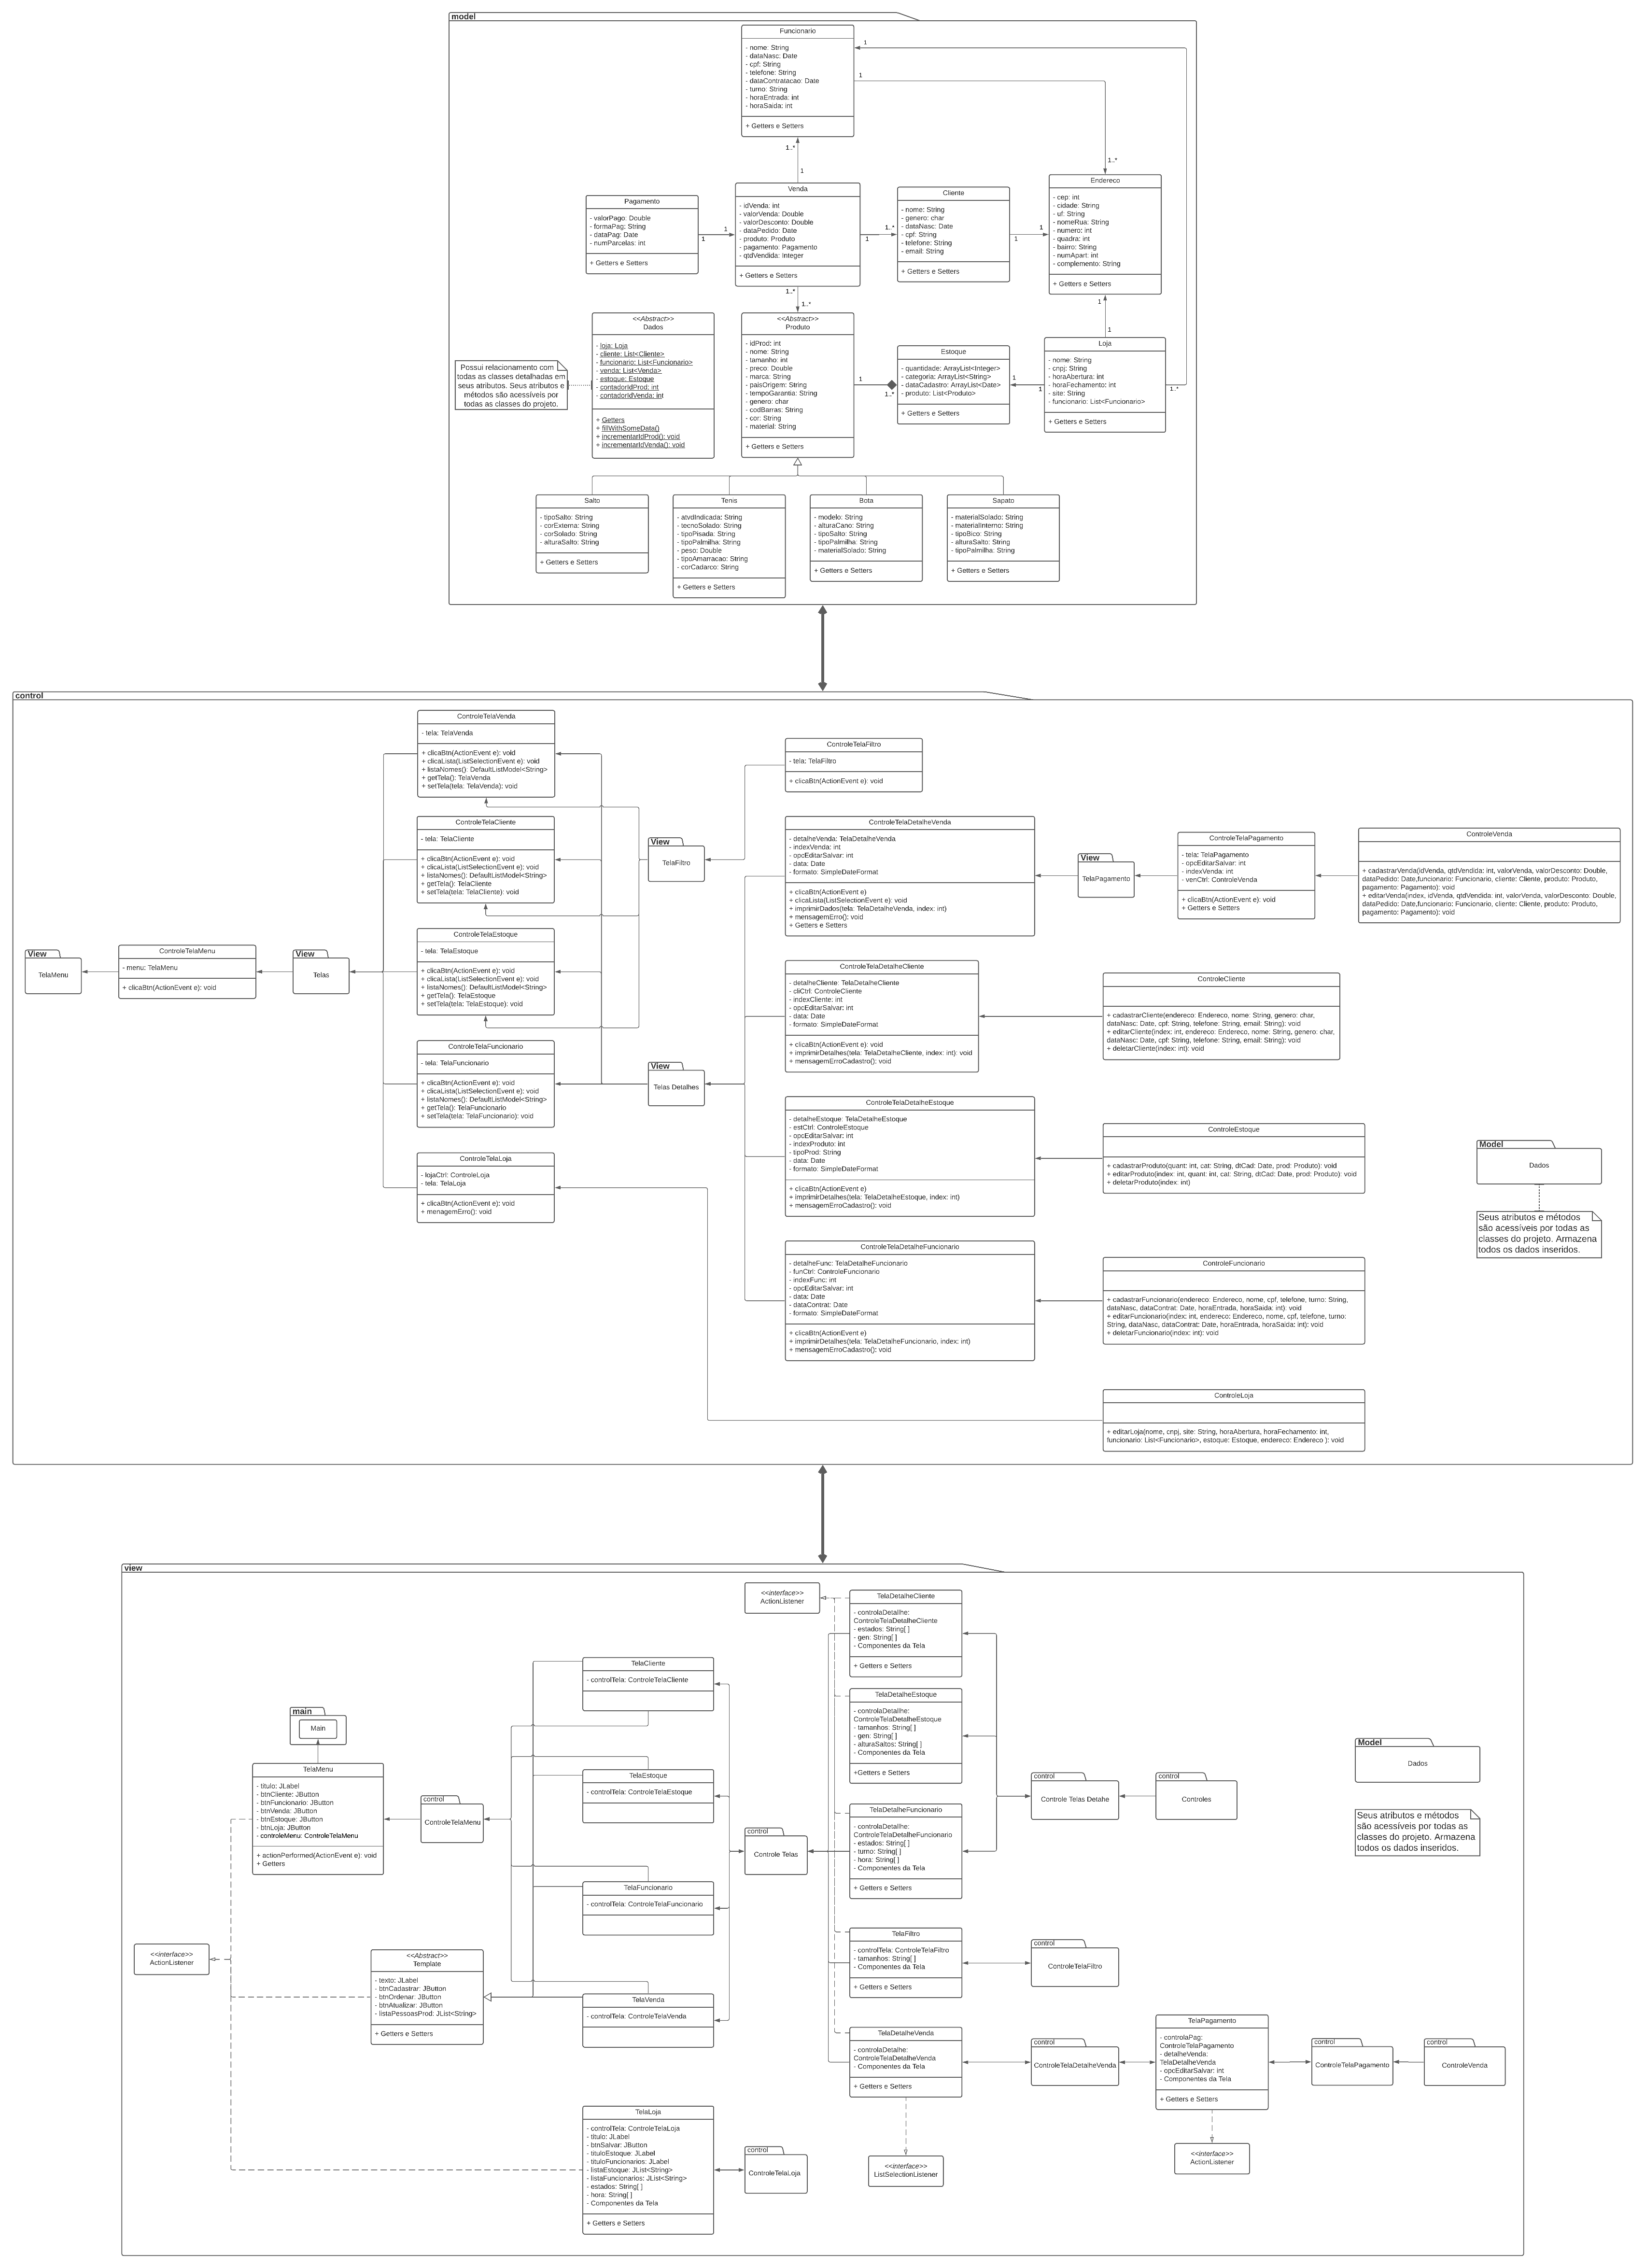 model
Funcionario
- nome: String
- dataNasc: Date
- cpf: String
- telefone: String
- dataContratacao: Date
- turno: String
- horaEntrada: int
- horaSaida: int
+ Getters e Setters
1
1
1..*
1
1..*
Pagamento
- valorPago: Double
- formaPag: String
- dataPag: Date
- numParcelas: int
+ Getters e Setters
1
1
Venda
- idVenda: int
- valorVenda: Double
- valorDesconto: Double
- dataPedido: Date
- produto: Produto
- pagamento: Pagamento
- qtdVendida: Integer
+ Getters e Setters
1..*
1
Cliente
- nome: String
- genero: char
- dataNasc: Date
- cpf: String
- telefone: String
- email: String
+ Getters e Setters
1
1
Endereco
- cep: int
- cidade: String
- uf: String
- nomeRua: String
- numero: int
- quadra: int
- bairro: String
- numApart: int
- complemento: String
+ Getters e Setters
1..*
1..*
1
1
Possui relacionamento com
todas as classes detalhadas em
seus atributos. Seus atributos e
métodos são acessíveis por
todas as classes do projeto.
<<Abstract>>
Dados
- loja: Loja
- cliente: List<Cliente>
- funcionario: List<Funcionario>
- venda: List<Venda>
- estoque: Estoque
- contadorIdProd: int
- contadorIdVenda: int
+ Getters
+ fillWithSomeData()
+ incrementarIdProd(): void
+ incrementarIdVenda(): void
<<Abstract>>
Produto
- idProd: int
- nome: String
- tamanho: int
- preco: Double
- marca: String
- paisOrigem: String
- tempoGarantia: String
- genero: char
- codBarras: String
- cor: String
- material: String
+ Getters e Setters
1
1..*
Estoque
- quantidade: ArrayList<Integer>
- categoria: ArrayList<String>
- dataCadastro: ArrayList<Date>
- produto: List<Produto>
+ Getters e Setters
1
1
Loja
- nome: String
- cnpj: String
- horaAbertura: int
- horaFechamento: int
- site: String
- funcionario: List<Funcionario>
+ Getters e Setters
1..*
Salto
- tipoSalto: String
- corExterna: String
- corSolado: String
- alturaSalto: String
+ Getters e Setters
Tenis
- atvdIndicada: String
- tecnoSolado: String
- tipoPisada: String
- tipoPalmilha: String
- peso: Double
- tipoAmarracao: String
- corCadarco: String
+ Getters e Setters
Bota
- modelo: String
- alturaCano: String
- tipoSalto: String
- tipoPalmilha: String
- materialSolado: String
+ Getters e Setters
Sapato
- materialSolado: String
- materialInterno: String
- tipoBico: String
- alturaSalto: String
- tipoPalmilha: String
+ Getters e Setters
control
ControleTelaVenda
- tela: TelaVenda
+ clicaBtn(ActionEvent e): void
+ clicaLista(ListSelectionEvent e): void
+ listaNomes(): DefaultListModel<String>
+ getTela(): TelaVenda
+ setTela(tela: TelaVenda): void
ControleTelaCliente
- tela: TelaCliente
+ clicaBtn(ActionEvent e): void
+ clicaLista(ListSelectionEvent e): void
+ listaNomes(): DefaultListModel<String>
+ getTela(): TelaCliente
+ setTela(tela: TelaCliente): void
ControleTelaEstoque
- tela: TelaEstoque
+ clicaBtn(ActionEvent e): void
+ clicaLista(ListSelectionEvent e): void
+ listaNomes(): DefaultListModel<String>
+ getTela(): TelaEstoque
+ setTela(tela: TelaEstoque): void
ControleTelaFuncionario
- tela: TelaFuncionario
+ clicaBtn(ActionEvent e): void
+ clicaLista(ListSelectionEvent e): void
+ listaNomes(): DefaultListModel<String>
+ getTela(): TelaFuncionario
+ setTela(tela: TelaFuncionario): void
ControleTelaLoja
- lojaCtrl: ControleLoja
- tela: TelaLoja
+ clicaBtn(ActionEvent e): void
+ menagemErro(): void
View
TelaMenu
ControleTelaMenu
- menu: TelaMenu
+ clicaBtn(ActionEvent e): void
View
Telas
View
TelaFiltro
View
Telas Detalhes
ControleTelaFiltro
- tela: TelaFiltro
+ clicaBtn(ActionEvent e): void
ControleTelaDetalheVenda
- detalheVenda: TelaDetalheVenda
- indexVenda: int
- opcEditarSalvar: int
- data: Date
- formato: SimpleDateFormat
+ clicaBtn(ActionEvent e)
+ clicaLista(ListSelectionEvent e): void
+ imprimirDados(tela: TelaDetalheVenda, index: int)
+ mensagemErro(): void
+ Getters e Setters
View
TelaPagamento
ControleTelaPagamento
- tela: TelaPagamento
- opcEditarSalvar: int
- indexVenda: int
- venCtrl: ControleVenda
+ clicaBtn(ActionEvent e): void
+ Getters e Setters
ControleVenda
+ cadastrarVenda(idVenda, qtdVendida: int, valorVenda, valorDesconto: Double,
dataPedido: Date,funcionario: Funcionario, cliente: Cliente, produto: Produto,
pagamento: Pagamento): void
+ editarVenda(index, idVenda, qtdVendida: int, valorVenda, valorDesconto: Double,
dataPedido: Date,funcionario: Funcionario, cliente: Cliente, produto: Produto,
pagamento: Pagamento): void
ControleTelaDetalheCliente
- detalheCliente: TelaDetalheCliente
- cliCtrl: ControleCliente
- indexCliente: int
- opcEditarSalvar: int
- data: Date
- formato: SimpleDateFormat
+ clicaBtn(ActionEvent e): void
+ imprimirDetalhes(tela: TelaDetalheCliente, index: int): void
+ mensagemErroCadastro(): void
ControleCliente
+ cadastrarCliente(endereco: Endereco, nome: String, genero: char,
dataNasc: Date, cpf: String, telefone: String, email: String): void
+ editarCliente(index: int, endereco: Endereco, nome: String, genero: char,
dataNasc: Date, cpf: String, telefone: String, email: String): void
+ deletarCliente(index: int): void
ControleTelaDetalheEstoque
- detalheEstoque: TelaDetalheEstoque
- estCtrl: ControleEstoque
- opcEditarSalvar: int
- indexProduto: int
- tipoProd: String
- data: Date
- formato: SimpleDateFormat
+ clicaBtn(ActionEvent e)
+ imprimirDetalhes(tela: TelaDetalheEstoque, index: int)
+ mensagemErroCadastro(): void
ControleEstoque
+ cadastrarProduto(quant: int, cat: String, dtCad: Date, prod: Produto): void
+ editarProduto(index: int, quant: int, cat: String, dtCad: Date, prod: Produto): void
+ deletarProduto(index: int)
Model
Dados
Seus atributos e métodos
são acessíveis por todas as
classes do projeto. Armazena
todos os dados inseridos.
ControleTelaDetalheFuncionario
- detalheFunc: TelaDetalheFuncionario
- funCtrl: ControleFuncionario
- indexFunc: int
- opcEditarSalvar: int
- data: Date
- dataContrat: Date
- formato: SimpleDateFormat
+ clicaBtn(ActionEvent e)
+ imprimirDetalhes(tela: TelaDetalheFuncionario, index: int)
+ mensagemErroCadastro(): void
ControleFuncionario
+ cadastrarFuncionario(endereco: Endereco, nome, cpf, telefone, turno: String,
dataNasc, dataContrat: Date, horaEntrada, horaSaida: int): void
+ editarFuncionario(index: int, endereco: Endereco, nome, cpf, telefone, turno:
String, dataNasc, dataContrat: Date, horaEntrada, horaSaida: int): void
+ deletarFuncionario(index: int): void
ControleLoja
+ editarLoja(nome, cnpj, site: String, horaAbertura, horaFechamento: int,
funcionario: List<Funcionario>, estoque: Estoque, endereco: Endereco ): void
view
main
Main
TelaMenu
- titulo: JLabel
- btnCliente: JButton
- btnFuncionario: JButton
- btnVenda: JButton
- btnEstoque: JButton
- btnLoja: JButton
- controleMenu: ControleTelaMenu
+ actionPerformed(ActionEvent e): void
+ Getters
<<interface>>
ActionListener
control
ControleTelaMenu
<<Abstract>>
Template
- texto: JLabel
- btnCadastrar: JButton
- btnOrdenar: JButton
- btnAtualizar: JButton
- listaPessoasProd: JList<String>
+ Getters e Setters
TelaCliente
- controlTela: ControleTelaCliente
TelaEstoque
- controlTela: ControleTelaEstoque
TelaFuncionario
- controlTela: ControleTelaFuncionario
TelaVenda
- controlTela: ControleTelaVenda
TelaLoja
- controlTela: ControleTelaLoja
- titulo: JLabel
- btnSalvar: JButton
- tituloEstoque: JLabel
- tituloFuncionarios: JLabel
- listaEstoque: JList<String>
- listaFuncionarios: JList<String>
- estados: String[ ]
- hora: String[ ]
- Componentes da Tela
+ Getters e Setters
control
ControleTelaLoja
control
Controle Telas
<<interface>>
ActionListener
TelaDetalheCliente
- controlaDetalhe:
ControleTelaDetalheCliente
- estados: String[ ]
- gen: String[ ]
- Componentes da Tela
+ Getters e Setters
TelaDetalheEstoque
- controlaDetallhe:
ControleTelaDetalheEstoque
- tamanhos: String[ ]
- gen: String[ ]
- alturaSaltos: String[ ]
- Componentes da Tela
+Getters e Setters
TelaDetalheFuncionario
- controlaDetallhe:
ControleTelaDetalheFuncionario
- estados: String[ ]
- turno: String[ ]
- hora: String[ ]
- Componentes da Tela
+ Getters e Setters
TelaFiltro
- controlTela: ControleTelaFiltro
- tamanhos: String[ ]
- Componentes da Tela
+ Getters e Setters
TelaDetalheVenda
- controlaDetalhe:
ControleTelaDetalheVenda
- Componentes da Tela
+ Getters e Setters
<<interface>>
ListSelectionListener
control
Controle Telas Detahe
control
Controles
control
ControleTelaFiltro
control
ControleTelaDetalheVenda
TelaPagamento
- controlaPag:
ControleTelaPagamento
- detalheVenda:
TelaDetalheVenda
- opcEditarSalvar: int
- Componentes da Tela
+ Getters e Setters
<<interface>>
ActionListener
control
ControleTelaPagamento
control
ControleVenda
Model
Dados
Seus atributos e métodos
são acessíveis por todas as
classes do projeto. Armazena
todos os dados inseridos.